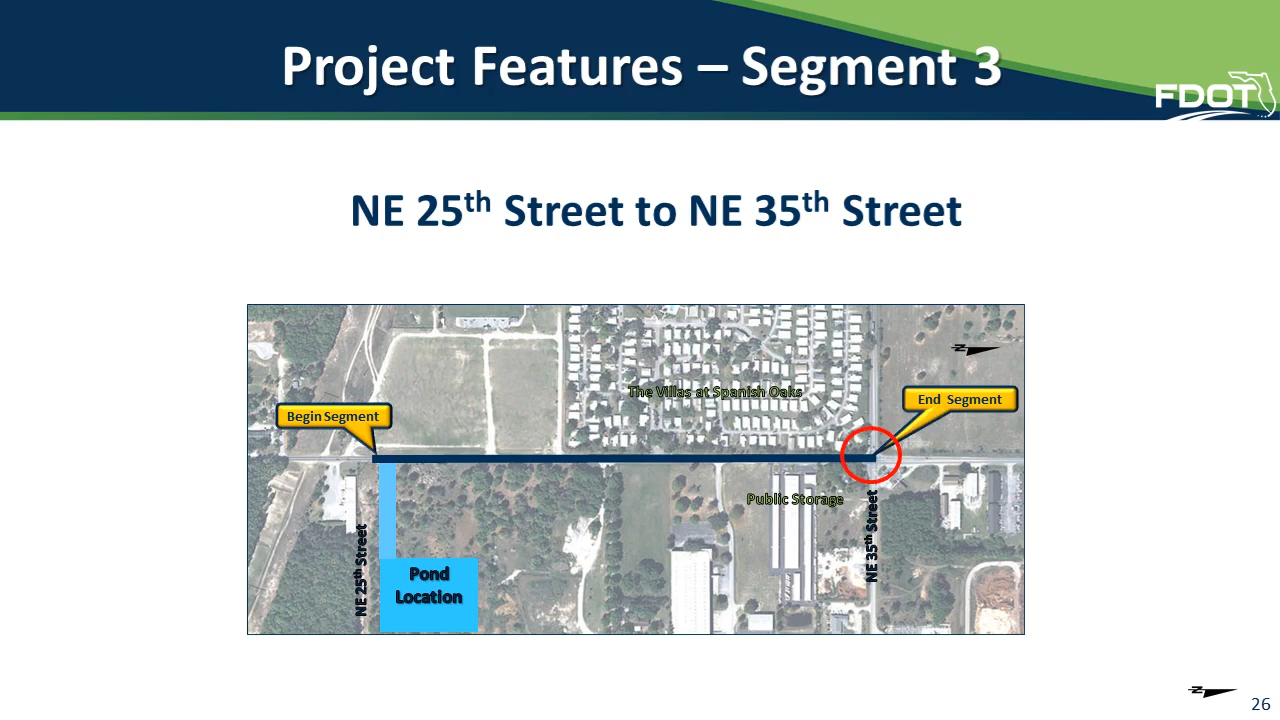 Project Features – Segment 3
FDOT
NE 25th Street to NE 35th Street
N
The Villas at Spanish Oaks
Begin Segment
End Segment
Public Storage
NE 25th Street
NE 35th Street
Pond
Location
N
26